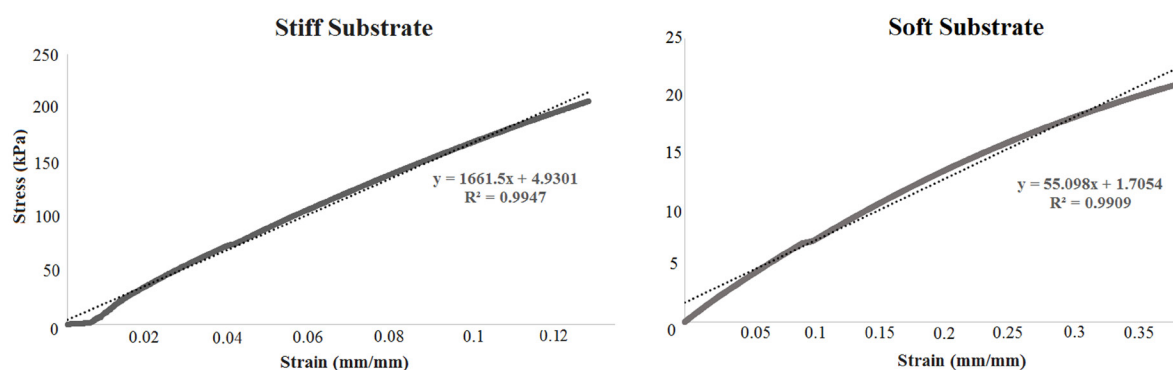 Stiff Substrate
250
200
150
100
50
0
Stress (kPa)
y = 1661.5x + 4.9301
R² = 0.9947
0.02
0.04
0.06
0.08
0.1
0.12
Strain (mm/mm)
Soft Substrate
25
20
15
10
5
0
y = 55.098x + 1.7054
R² = 0.9909
0.05
0.1
0.15
0.2
0.25
0.3
0.35
Strain (mm/mm)